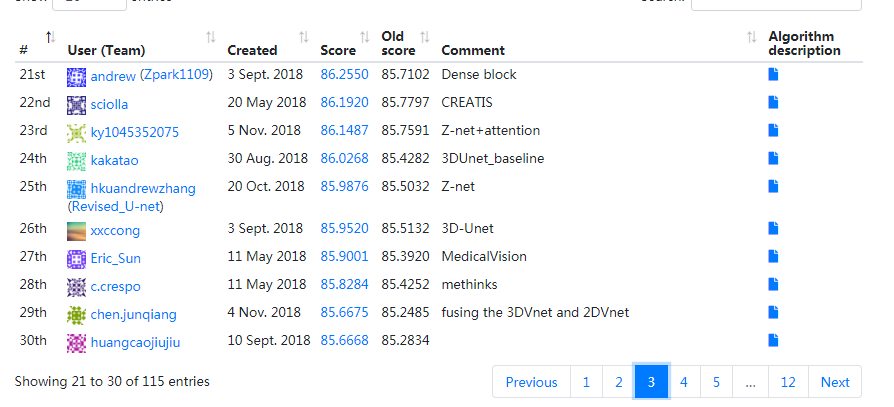 Show entries Search:
# User (Team) Created Score Old score Comment Algorithm description
21st andrew (Zpark1109) 3 Sept. 2018 86.2550 85.7102 Dense block
22nd sciolla 20 May 2018 86.1920 85.7797 CREATIS
23rd ky1045352075 5 Nov. 2018 86.1487 85.7591 Z-net+attention
24th kakatao 30 Aug. 2018 86.0268 85.4282 3DUnet_baseline
25th hkuandrewzhang (Revised_U-net) 20 Oct. 2018 85.9876 85.5032 Z-net
26th xxccong 3 Sept. 2018 85.9520 85.5132 3D-Unet
27th Eric_Sun 11 May 2018 85.9001 85.3920 MedicalVision
28th c.crespo 11 May 2018 85.8284 85.4252 methinks
29th chen.junqiang 4 Nov. 2018 85.6675 85.2485 fusing the 3DVnet and 2DVnet
30th huangcaojiujiu 10 Sept. 2018 85.6668 85.2834
Showing 21 to 30 of 115 entries Previous 1 2 3 4 5 ... 12 Next